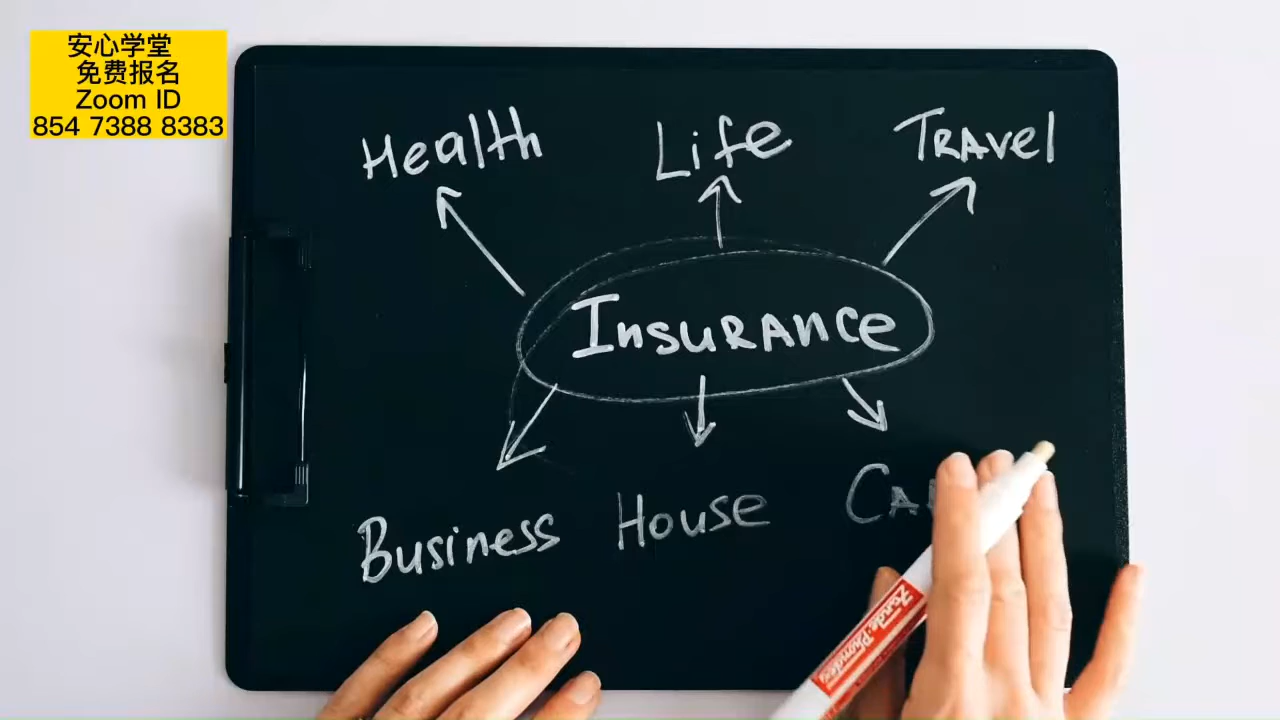 安心学堂
免费报名
Zoom ID
854 7388 8383
Health
Life
Travel
Insurance
Business
House